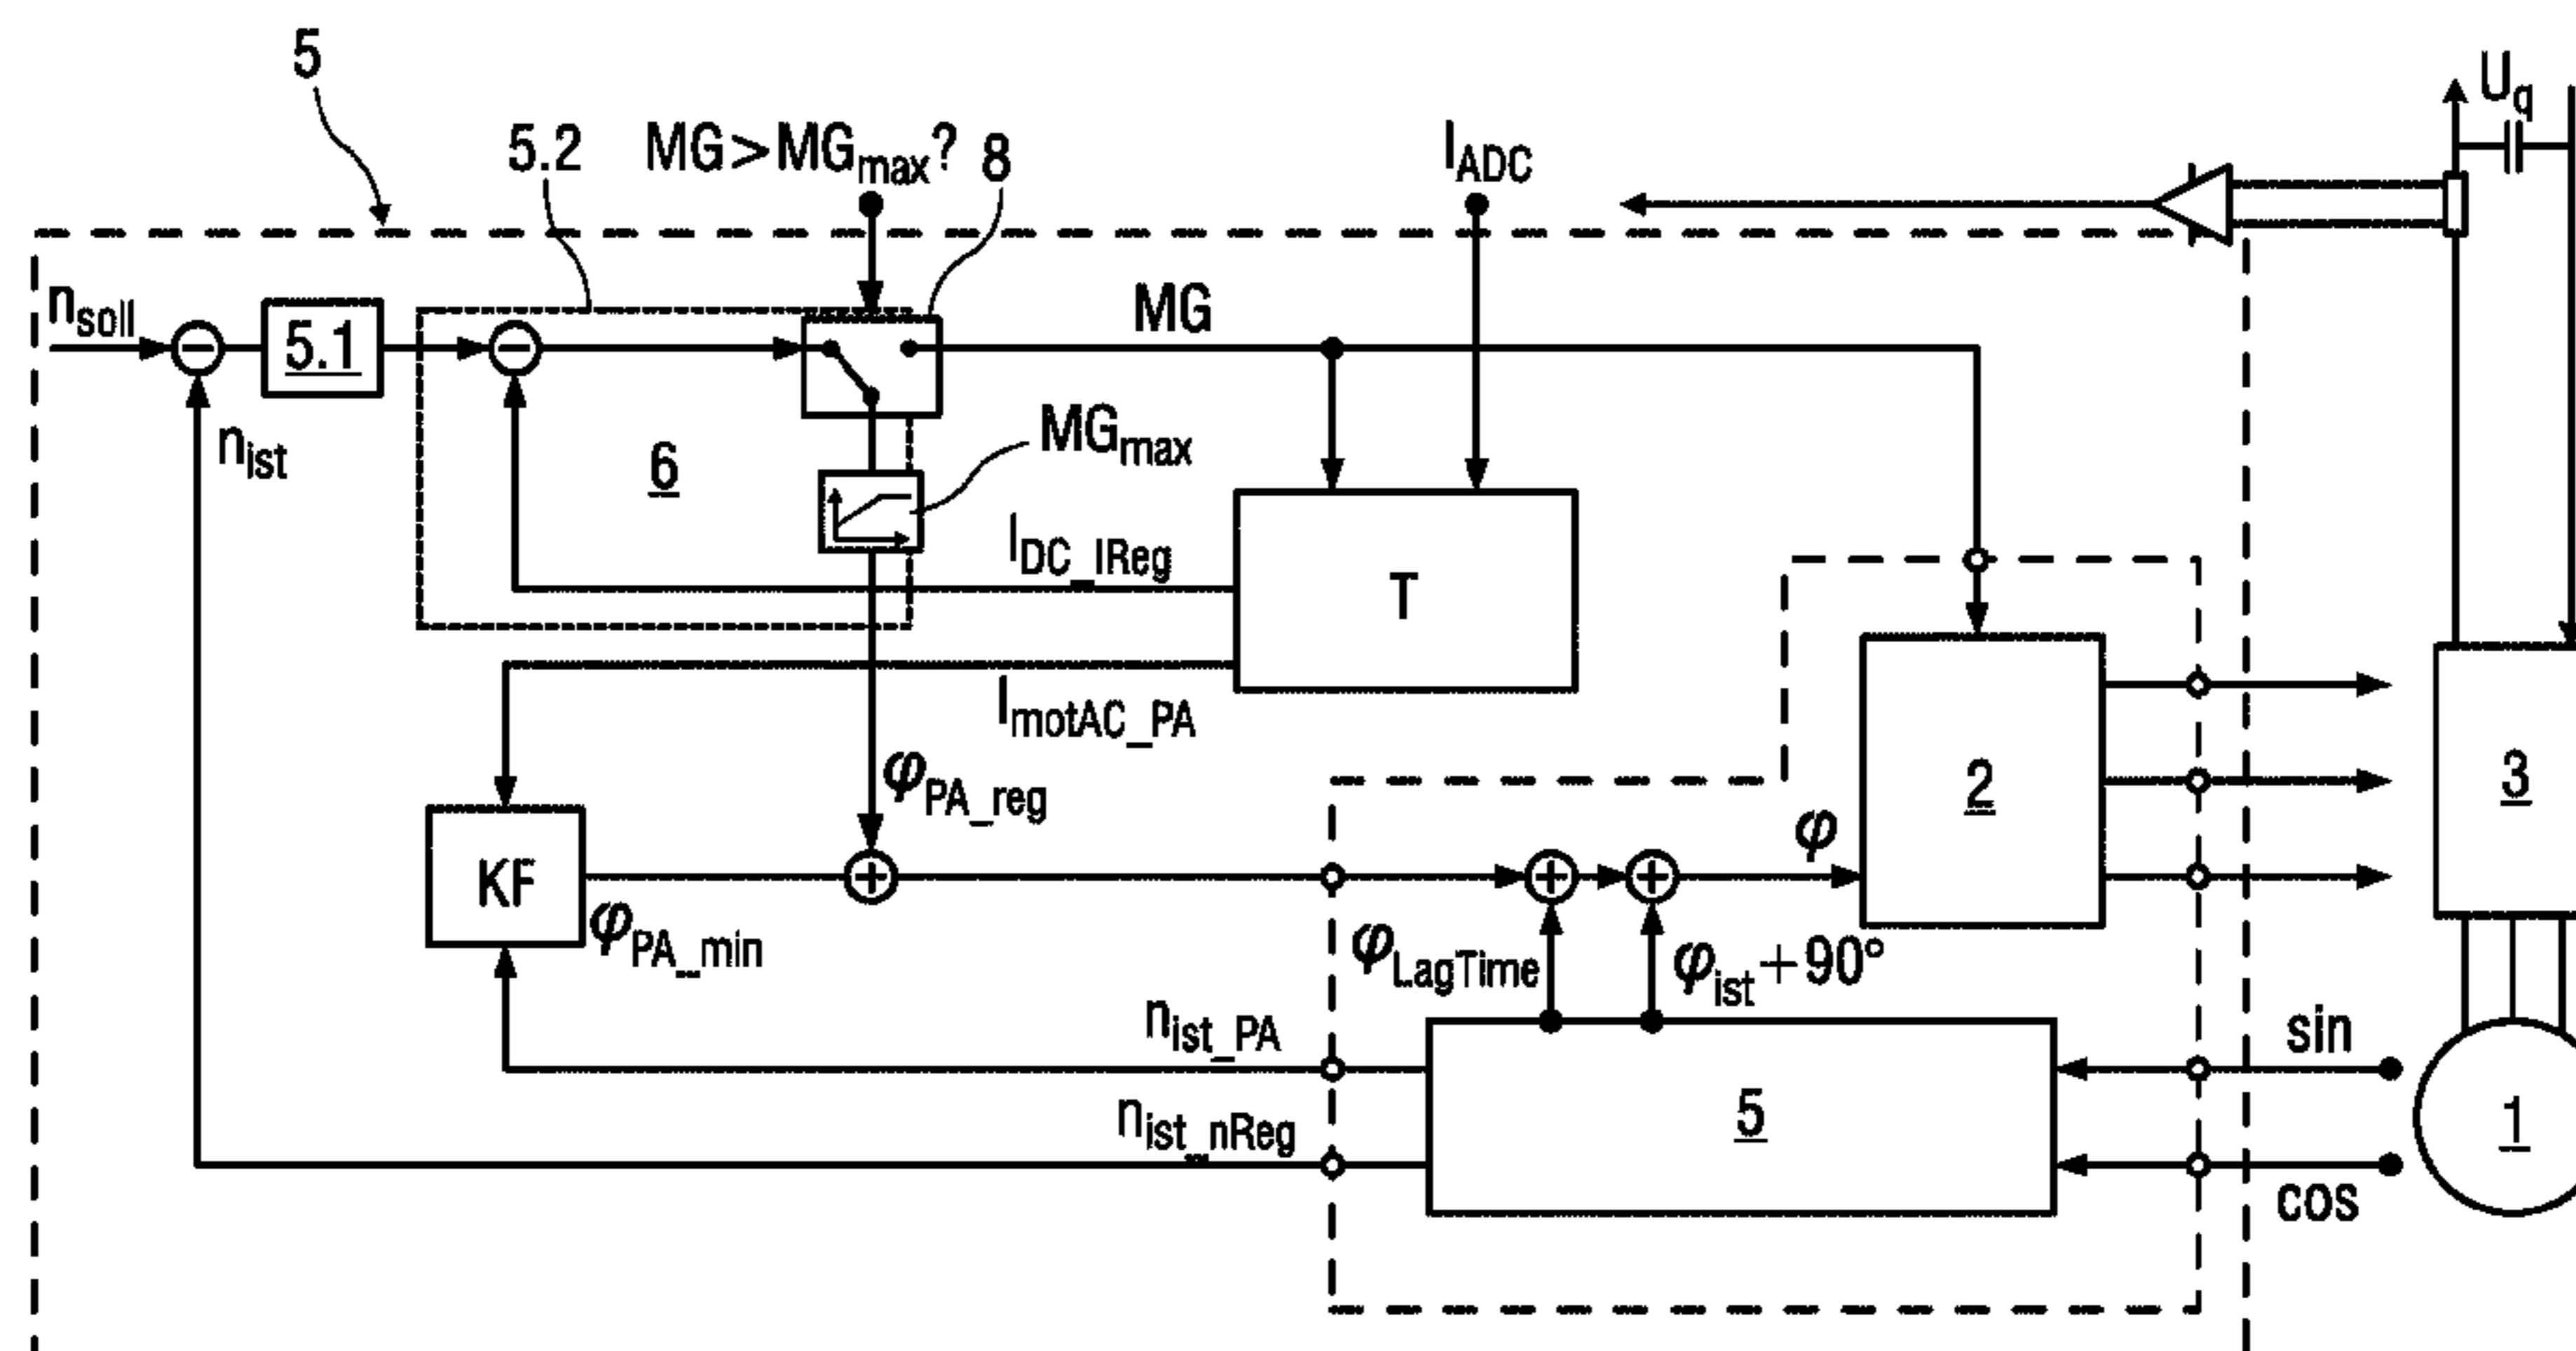 5
5.2
MG>MGmax?
8
IADC
Uq
nsoll
5.1
MG
nist
6
MGmax
IDC_IReg
T
ImotAC_PA
φPA_reg
2
3
φ
KF
φPA_min
φLagTime
φist+90°
nist_PA
sin
nist_nReg
5
1
cos